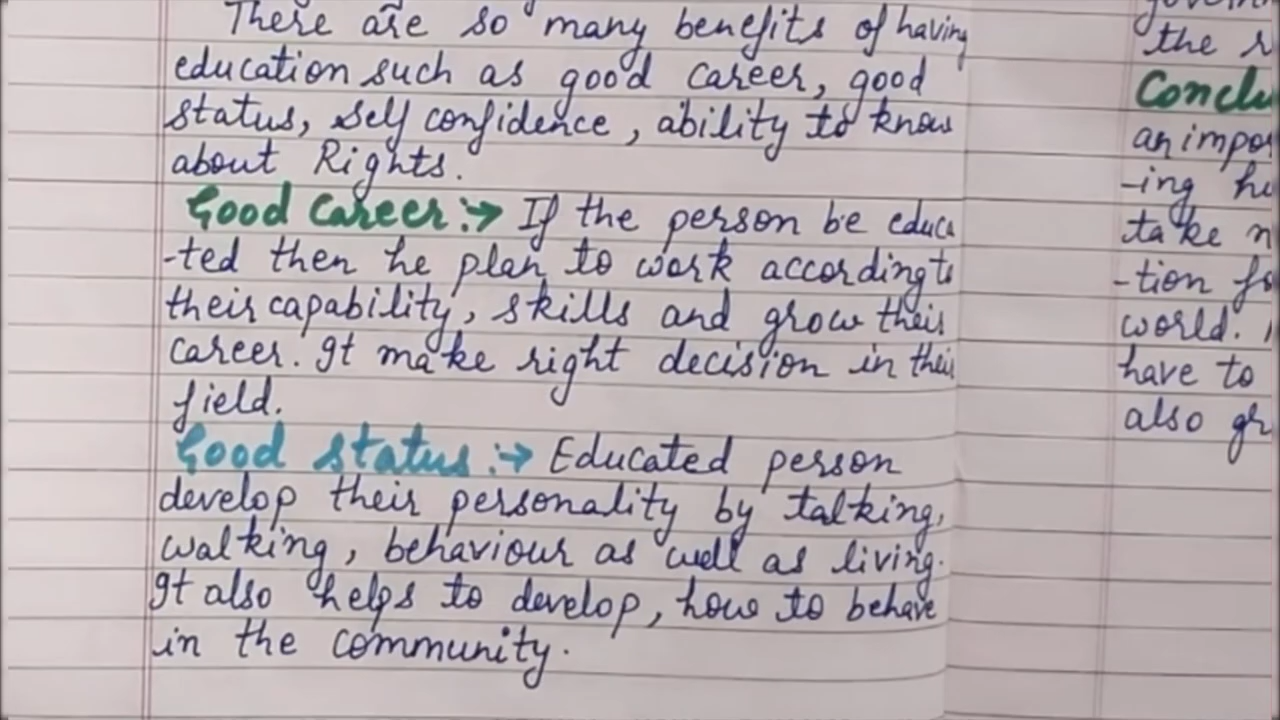 There are so many benefits of having
education such as good career, good
status, self confidence, ability to know
about Rights.
Good Career:→ If the person be educa
-ted then he plan to work according to
their capability, skills and grow their
career. It make right decision in their
field.
Good status:→ Educated person
develop their personality by talking,
walking, behaviour as well as living.
It also helps to develop, how to behave
in the community.
the
Conclu
an impor
-ing
take
-tion
world.
have to
also gr